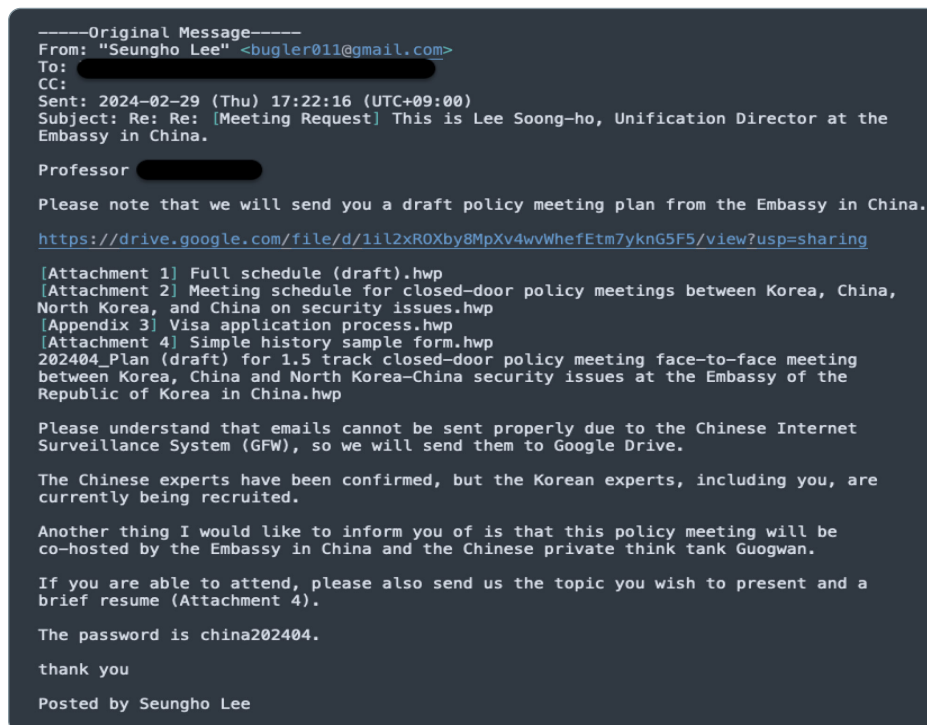 -----Original Message-----
From: "Seungho Lee" <bugler011@gmail.com>
To:
CC:
Sent: 2024-02-29 (Thu) 17:22:16 (UTC+09:00)
Subject: Re: Re: [Meeting Request] This is Lee Soong-ho, Unification Director at the
Embassy in China.
Professor
Please note that we will send you a draft policy meeting plan from the Embassy in China.
https://drive.google.com/file/d/1il2xROXby8MpXv4wvWhefEtm7yknG5F5/view?usp=sharing
[Attachment 1] Full schedule (draft).hwp
[Attachment 2] Meeting schedule for closed-door policy meetings between Korea, China,
North Korea, and China on security issues.hwp
[Appendix 3] Visa application process.hwp
[Attachment 4] Simple history sample form.hwp
202404_Plan (draft) for 1.5 track closed-door policy meeting face-to-face meeting
between Korea, China and North Korea-China security issues at the Embassy of the
Republic of Korea in China.hwp
Please understand that emails cannot be sent properly due to the Chinese Internet
Surveillance System (GFW), so we will send them to Google Drive.
The Chinese experts have been confirmed, but the Korean experts, including you, are
currently being recruited.
Another thing I would like to inform you of is that this policy meeting will be
co-hosted by the Embassy in China and the Chinese private think tank Guogwan.
If you are able to attend, please also send us the topic you wish to present and a
brief resume (Attachment 4).
The password is china202404.
thank you
Posted by Seungho Lee